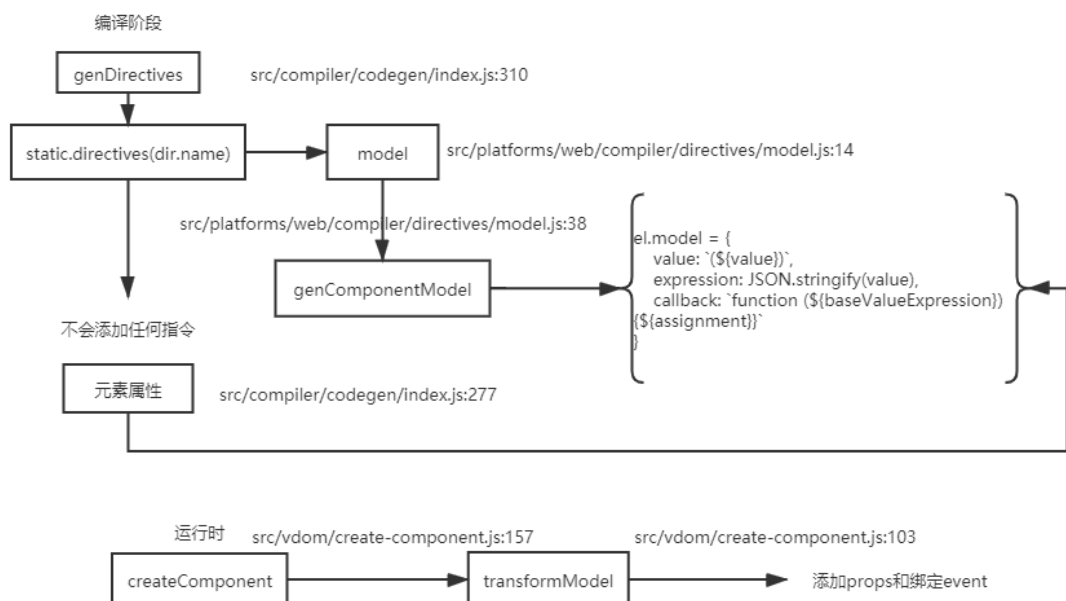 编译阶段
genDirectives
src/compiler/codegen/index.js:310
static.directives(dir.name)
model
src/platforms/web/compiler/directives/model.js:14
src/platforms/web/compiler/directives/model.js:38
genComponentModel
el.model = {
value: `(${value})`,
expression: JSON.stringify(value),
callback: `function (${baseValueExpression})
{${assignment}}`
}
不会添加任何指令
元素属性
src/compiler/codegen/index.js:277
运行时
src/vdom/create-component.js:157
src/vdom/create-component.js:103
createComponent
transformModel
添加props和绑定event